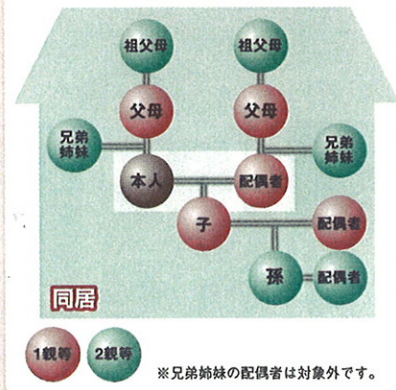 祖父母 祖父母
父母 父母
兄弟姉妹 兄弟姉妹
本人 配偶者
子 配偶者
孫 配偶者
同居
1親等 2親等
※兄弟姉妹の配偶者は対象外です。